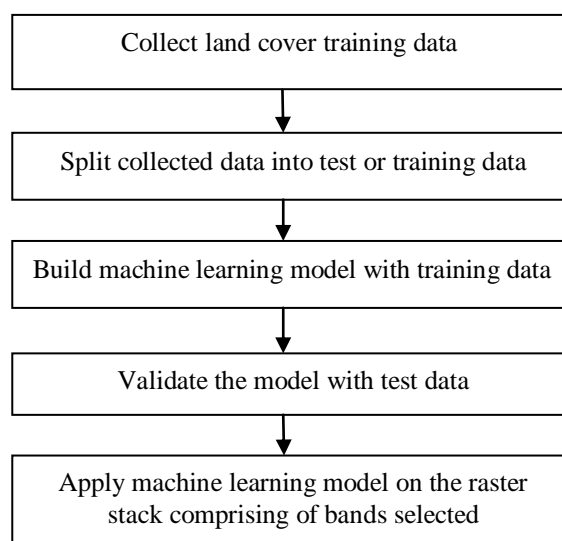 Collect land cover training data
Split collected data into test or training data
Build machine learning model with training data
Validate the model with test data
Apply machine learning model on the raster
stack comprising of bands selected